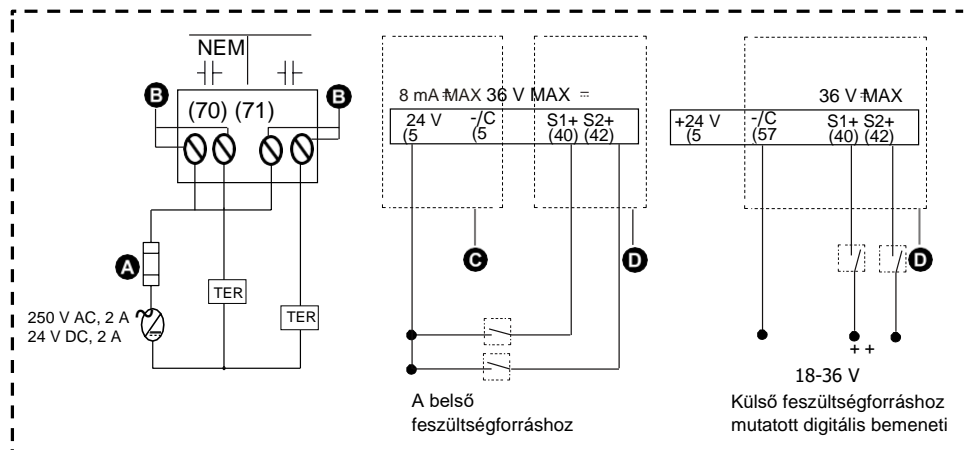 NEM
B
B
(70) (71)
A
250 V AC, 2 A
24 V DC, 2 A
TER
TER
8 mA MAX 36 V MAX
24 V -/C S1+ S2+
(5 (5 (40) (42)
C
D
A belső
feszültségforráshoz
36 V MAX
+24 V -/C S1+ S2+
(5 (57 (40) (42)
D
+ +
18-36 V
Külső feszültségforráshoz
mutatott digitális bemeneti